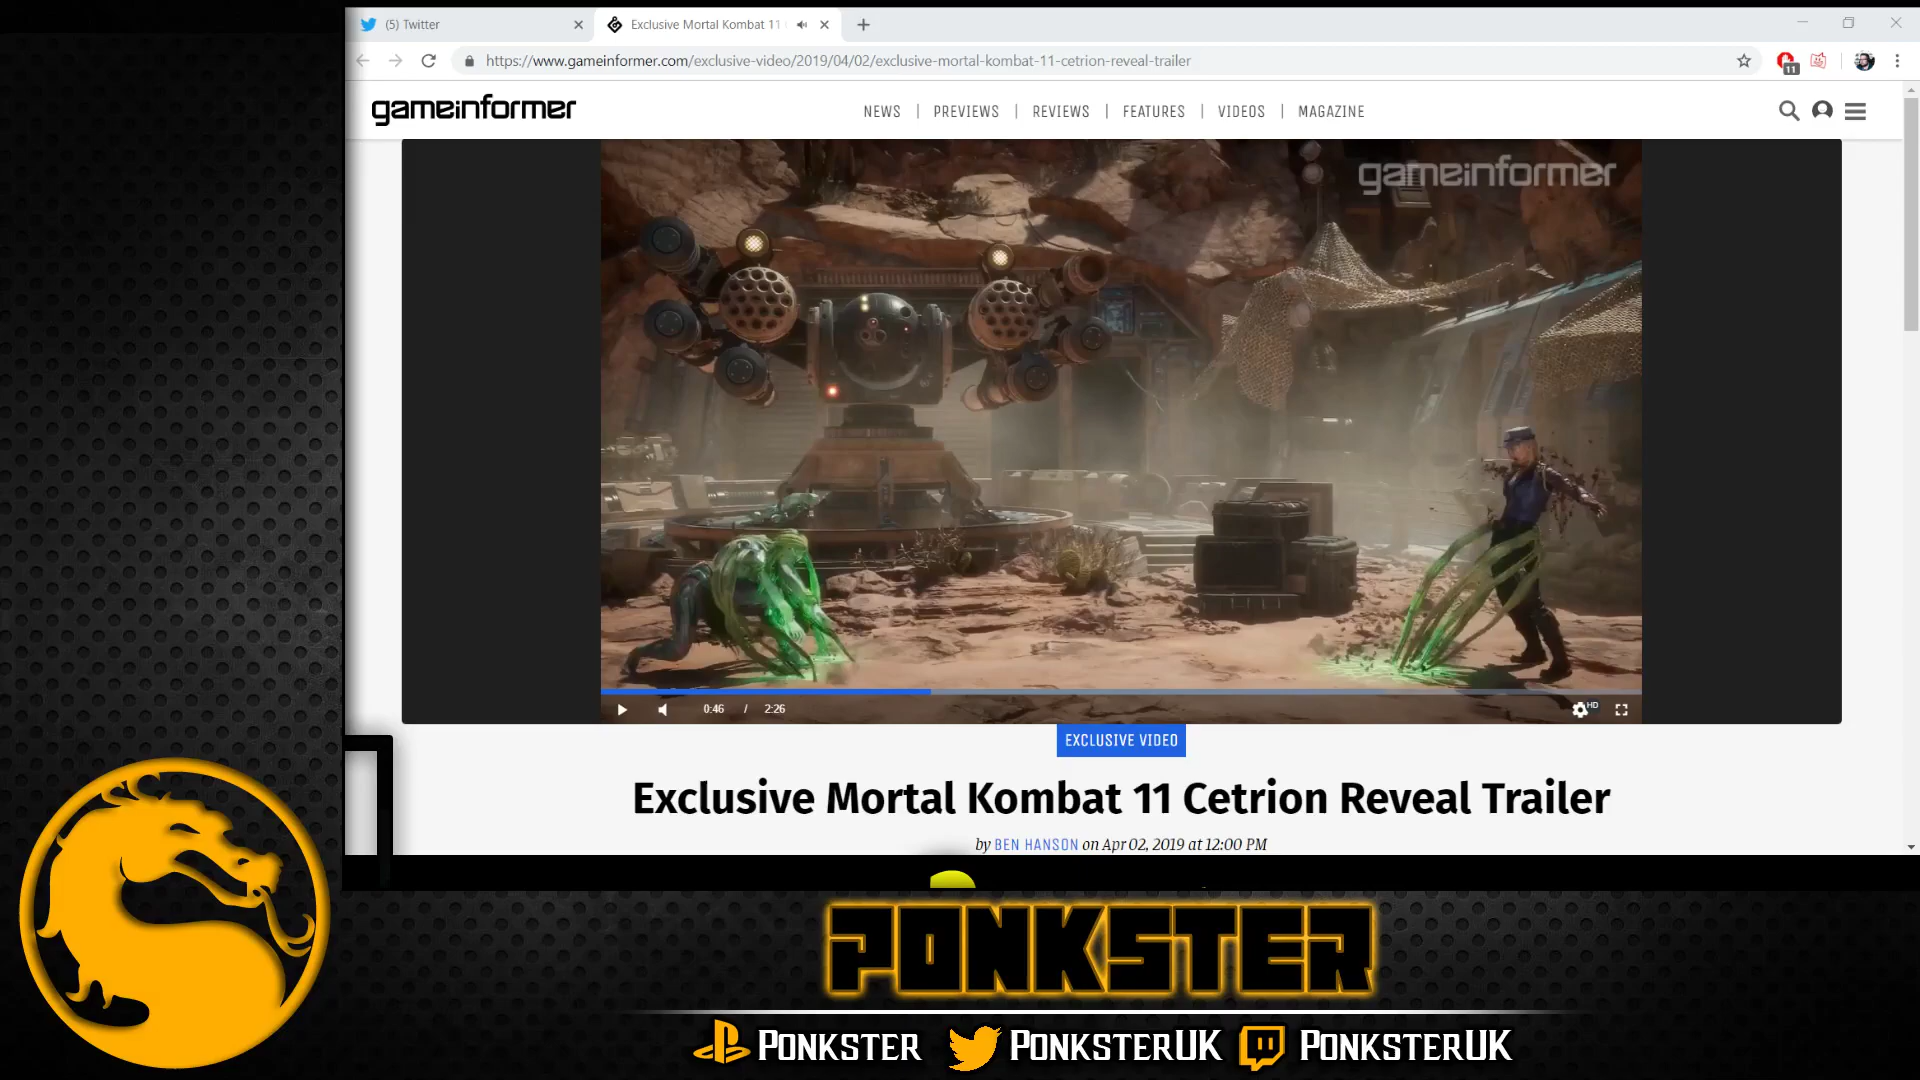 (5) Twitter
Exclusive Mortal Kombat 11
https://www.gameinformer.com/exclusive-video/2019/04/02/exclusive-mortal-kombat-11-cetrion-reveal-trailer
11
gameinformer
NEWS | PREVIEWS | REVIEWS | FEATURES | VIDEOS | MAGAZINE
gameinformer
0:46 / 2:26
HD
EXCLUSIVE VIDEO
Exclusive Mortal Kombat 11 Cetrion Reveal Trailer
by BEN HANSON on Apr 02, 2019 at 12:00 PM
PONKSTER
PONKSTER PONKSTERUK PONKSTERUK